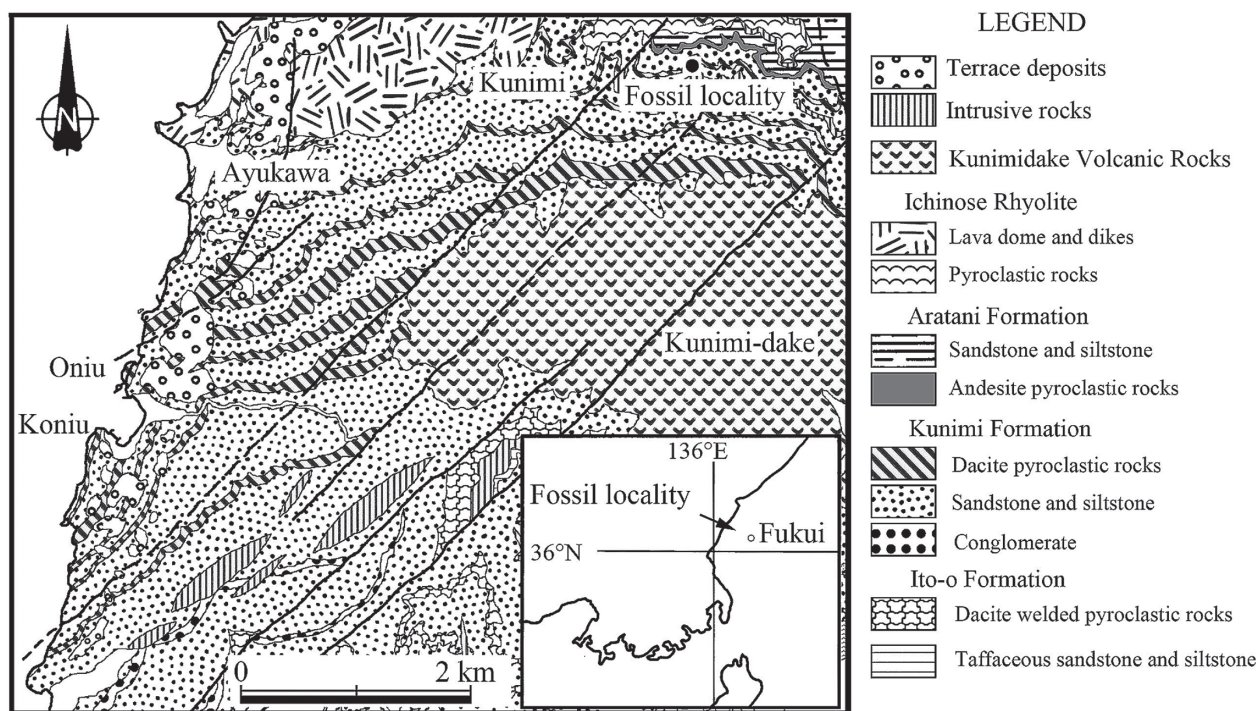 N
Kunimi
Fossil locality
Ayukawa
Oniu
Koniu
Kunimi-dake
136°E
Fossil locality
Fukui
36°N
0 2 km
LEGEND
Terrace deposits
Intrusive rocks
Kunimidake Volcanic Rocks
Ichinose Rhyolite
Lava dome and dikes
Pyroclastic rocks
Aratani Formation
Sandstone and siltstone
Andesite pyroclastic rocks
Kunimi Formation
Dacite pyroclastic rocks
Sandstone and siltstone
Conglomerate
Ito-o Formation
Dacite welded pyroclastic rocks
Taffaceous sandstone and siltstone